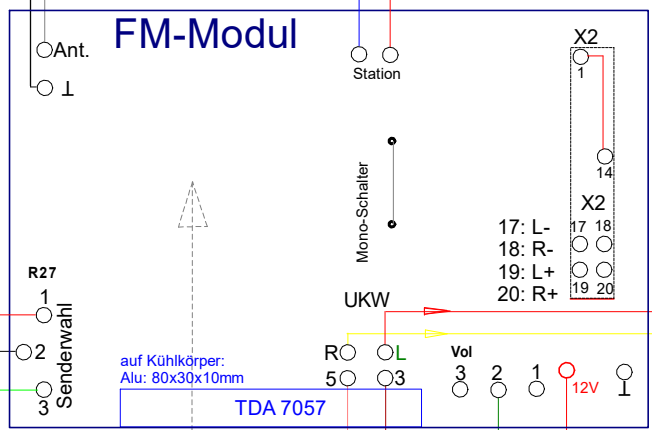 FM-Modul
Ant.
⊥
Station
X2
1
14
Mono-Schalter
X2
17: L-
17 18
18: R-
19: L+
19 20
20: R+
R27
1
2
3
Senderwahl
UKW
R
L
5
3
auf Kühlkörper:
Alu: 80x30x10mm
TDA 7057
Vol
3
2
1
12V
⊥